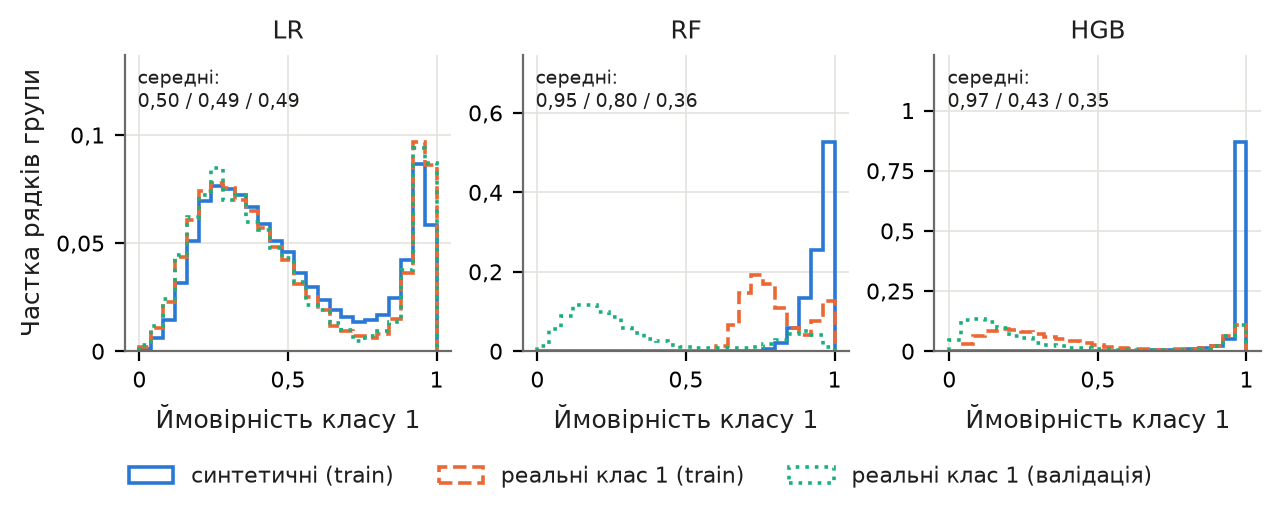 LR
RF
HGB
Частка рядків групи
середні:
0,50 / 0,49 / 0,49
0,1
0,05
0
0
0,5
1
Ймовірність класу 1
середні:
0,95 / 0,80 / 0,36
0,6
0,4
0,2
0
0
0,5
1
Ймовірність класу 1
середні:
0,97 / 0,43 / 0,35
1
0,75
0,5
0,25
0
0
0,5
1
Ймовірність класу 1
синтетичні (train)
реальні клас 1 (train)
реальні клас 1 (валідація)